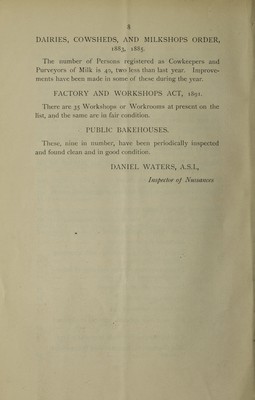 8
DAIRIES, COWSHEDS, AND MILKSHOPS ORDER,
1883, 1885.
The number of Persons registered as Cowkeepers and
Purveyors of Milk is 40, two less than last year. Improve-
ments have been made in some of these during the year.
FACTORY AND WORKSHOPS ACT, 1891.
There are 35 Workshops or Workrooms at present on the
list, and the same are in fair condition.
PUBLIC BAKEHOUSES.
These, nine in number, have been periodically inspected
and found clean and in good condition.
DANIEL WATERS, A.S.I.,
Inspector of Nuisances